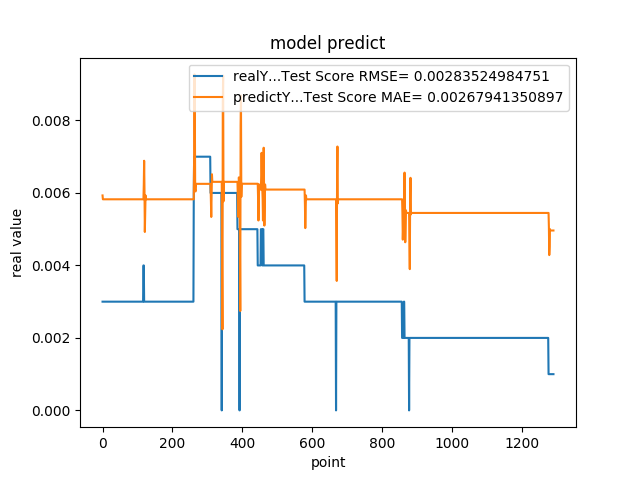 model predict
realY...Test Score RMSE= 0.00283524984751
predictY...Test Score MAE= 0.00267941350897
0.008
0.006
0.004
0.002
0.000
real value
0 200 400 600 800 1000 1200
point